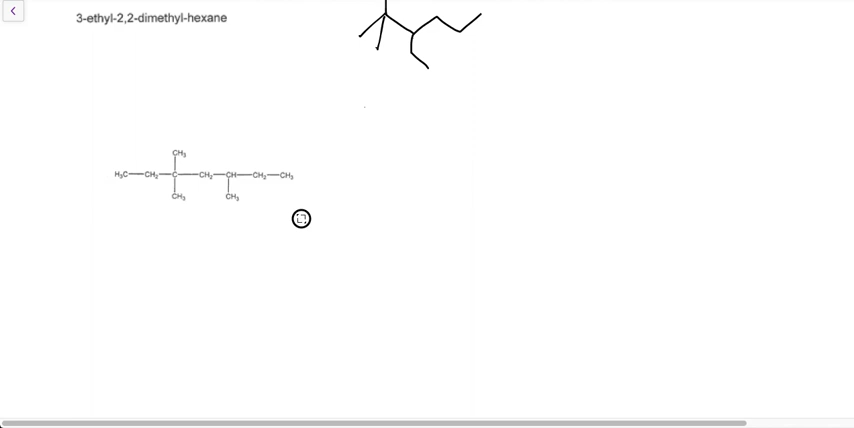 3-ethyl-2,2-dimethyl-hexane
CH₃
H₃C—CH₂—C—CH₂—CH—CH₂—CH₃
CH₃ CH₃